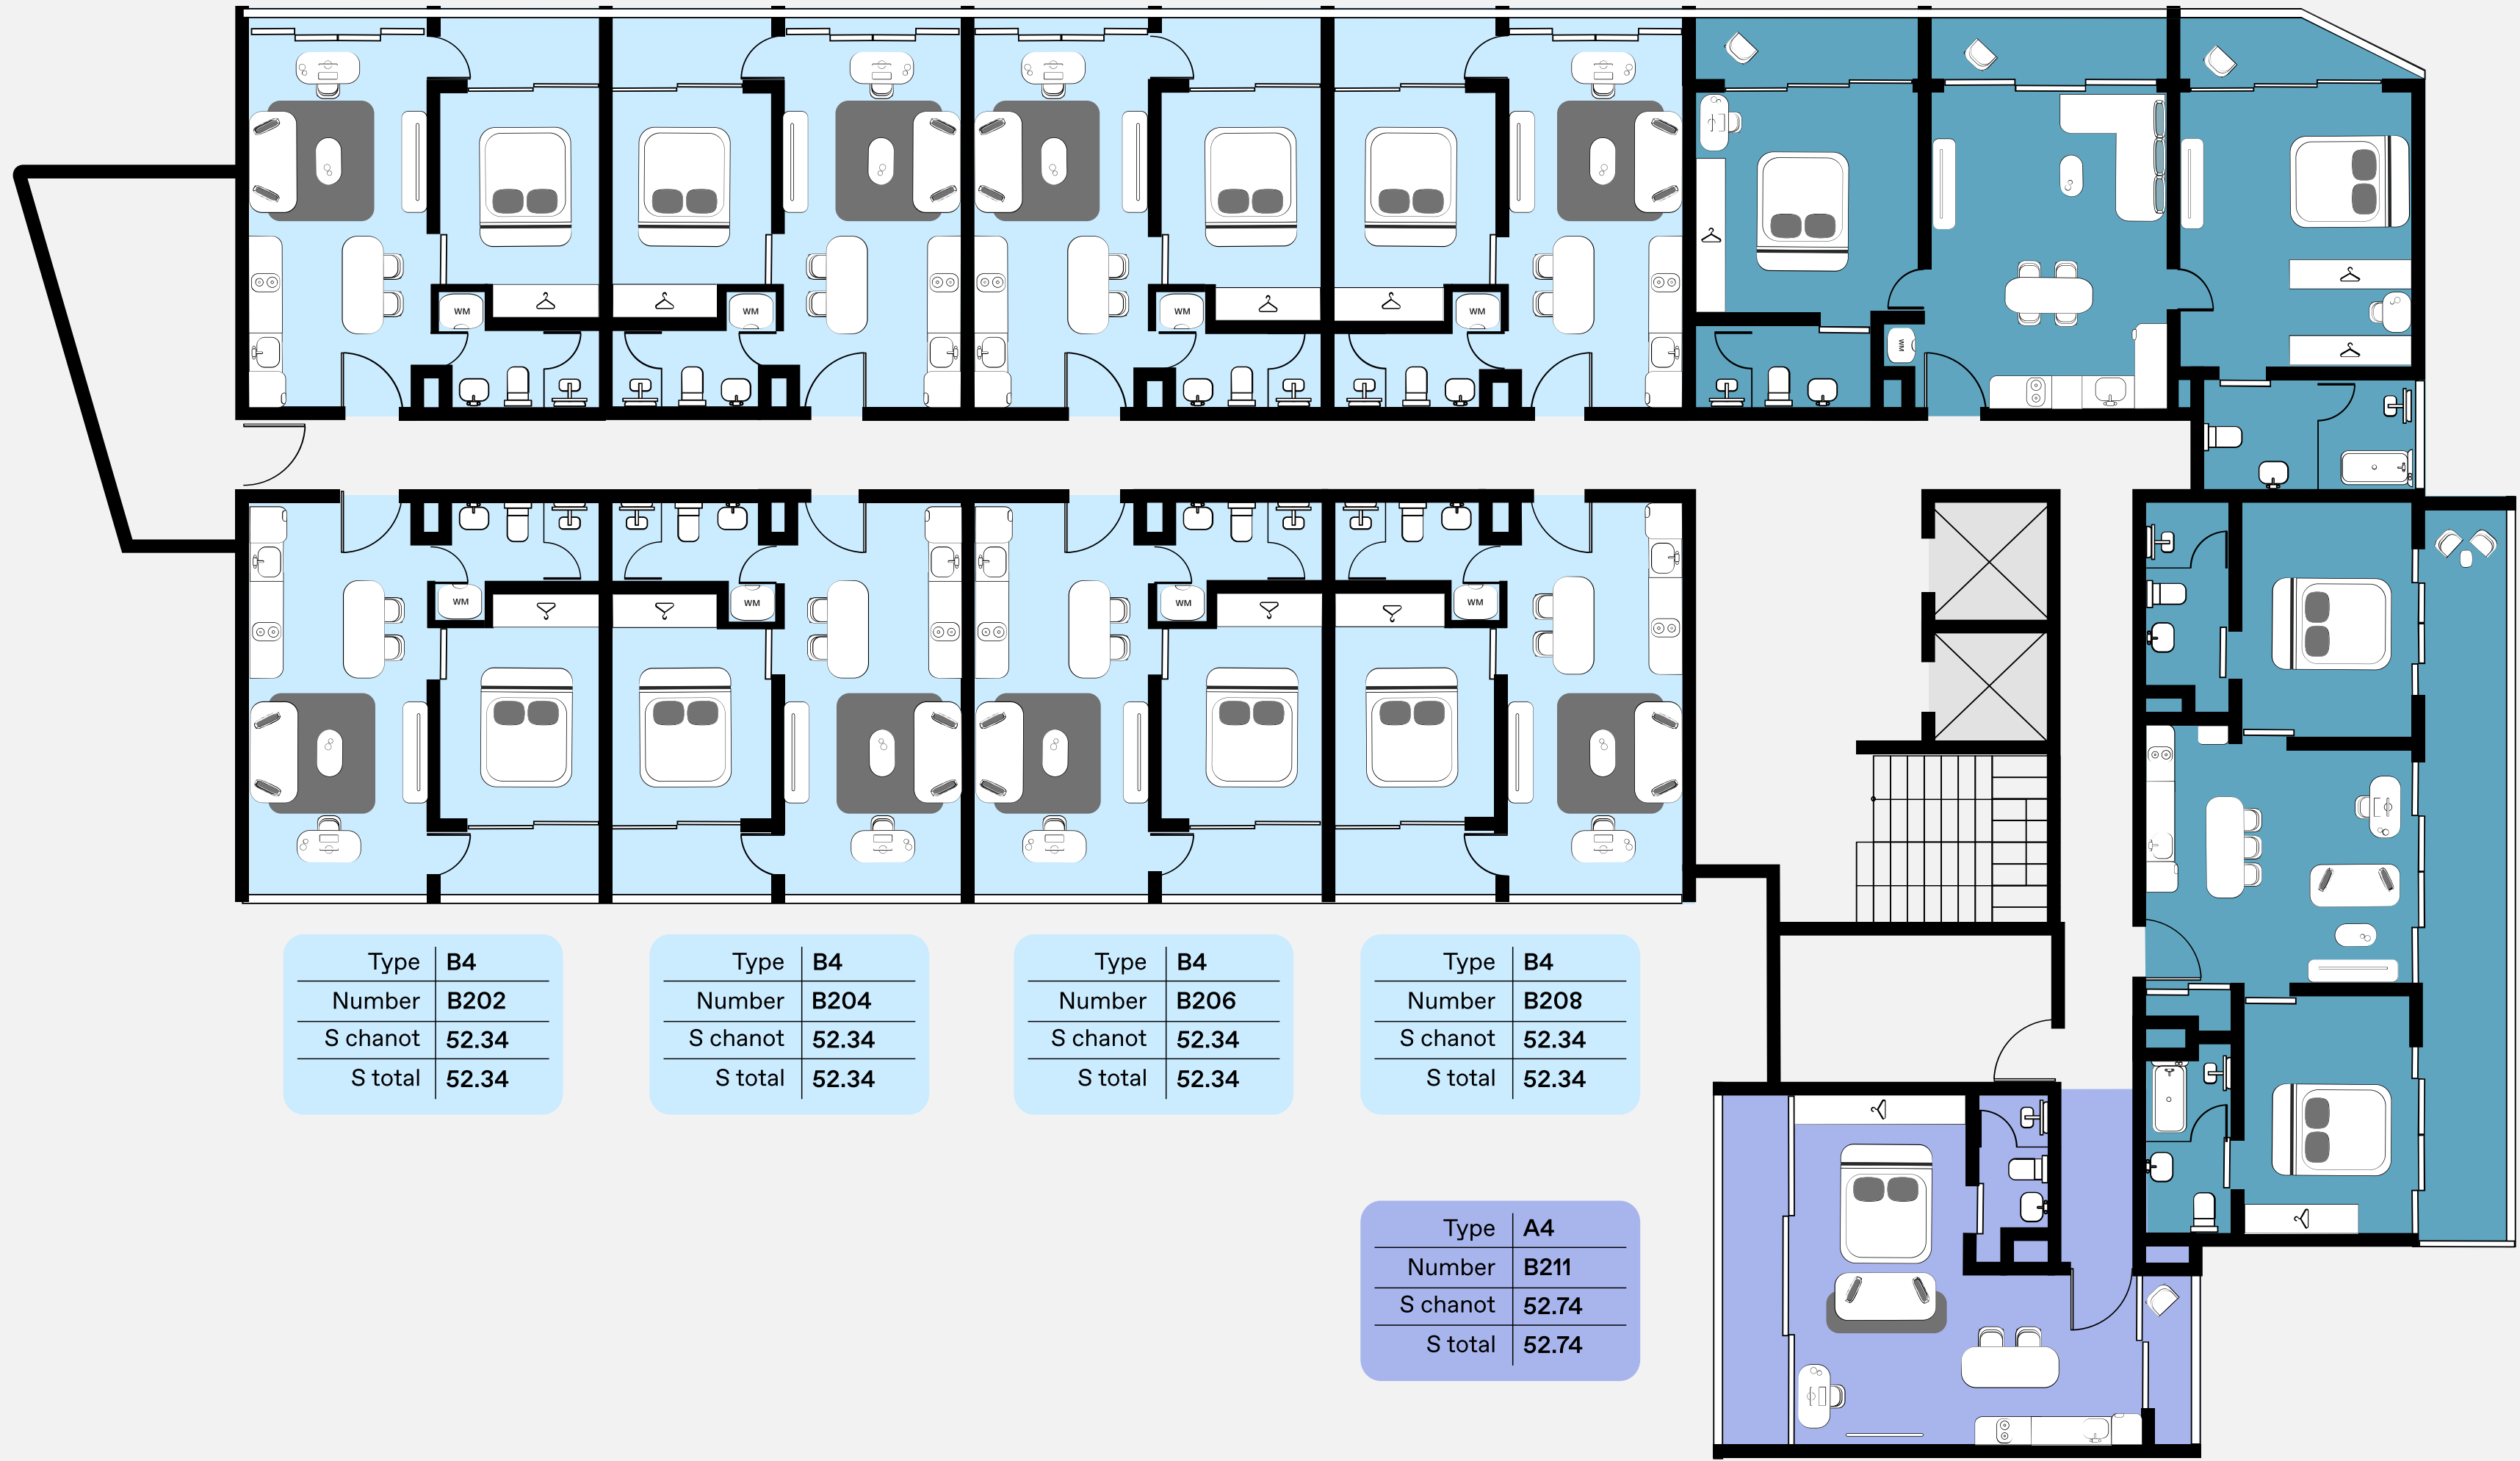 WM
WM
WM
WM
WM
WM
WM
WM
WM
Type B4
Number B202
S chanot 52.34
S total 52.34
Type B4
Number B204
S chanot 52.34
S total 52.34
Type B4
Number B206
S chanot 52.34
S total 52.34
Type B4
Number B208
S chanot 52.34
S total 52.34
Type A4
Number B211
S chanot 52.74
S total 52.74